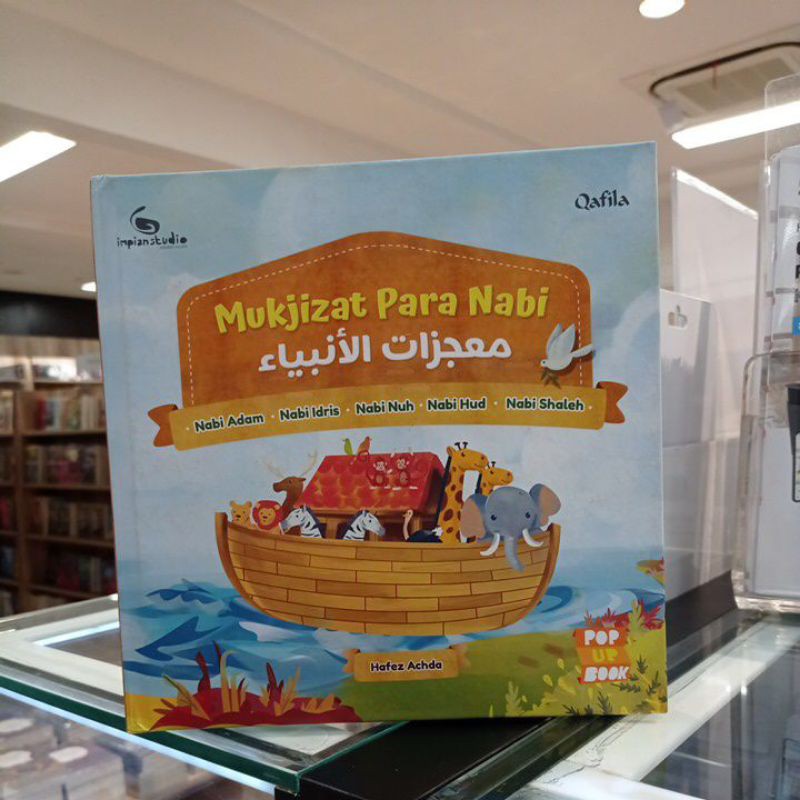 impianstudio
Qafila
Mukjizat Para Nabi
معجزات الأنبياء
· Nabi Adam · Nabi Idris · Nabi Nuh · Nabi Hud · Nabi Shaleh ·
Hafez Achda
POP
UP
BOOK